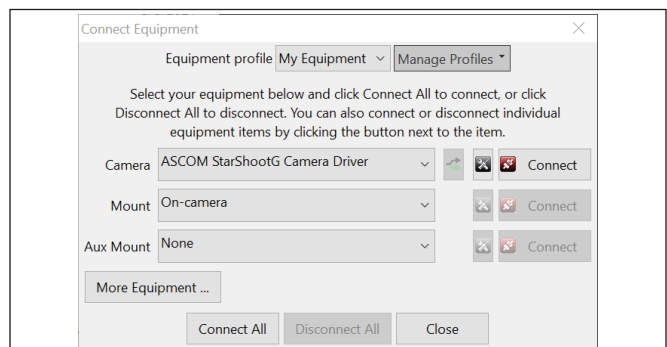 Connect Equipment
Equipment profile My Equipment Manage Profiles
Select your equipment below and click Connect All to connect, or click
Disconnect All to disconnect. You can also connect or disconnect individual
equipment items by clicking the button next to the item.
Camera ASCOM StarShootG Camera Driver Connect
Mount On-camera Connect
Aux Mount None Connect
More Equipment ...
Connect All Disconnect All Close